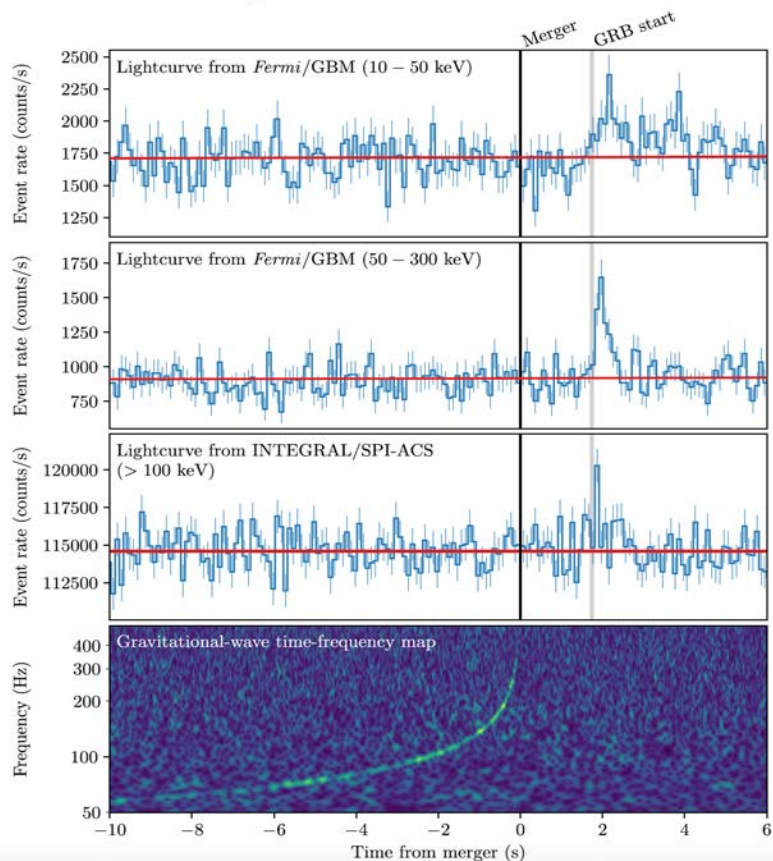 Merger
GRB start
2500
2250
2000
1750
1500
1250
Event rate (counts/s)
Lightcurve from Fermi/GBM (10 − 50 keV)
1750
1500
1250
1000
750
Event rate (counts/s)
Lightcurve from Fermi/GBM (50 − 300 keV)
120000
117500
115000
112500
Event rate (counts/s)
Lightcurve from INTEGRAL/SPI-ACS
(> 100 keV)
400
300
200
100
50
Frequency (Hz)
Gravitational-wave time-frequency map
−10 −8 −6 −4 −2 0 2 4 6
Time from merger (s)